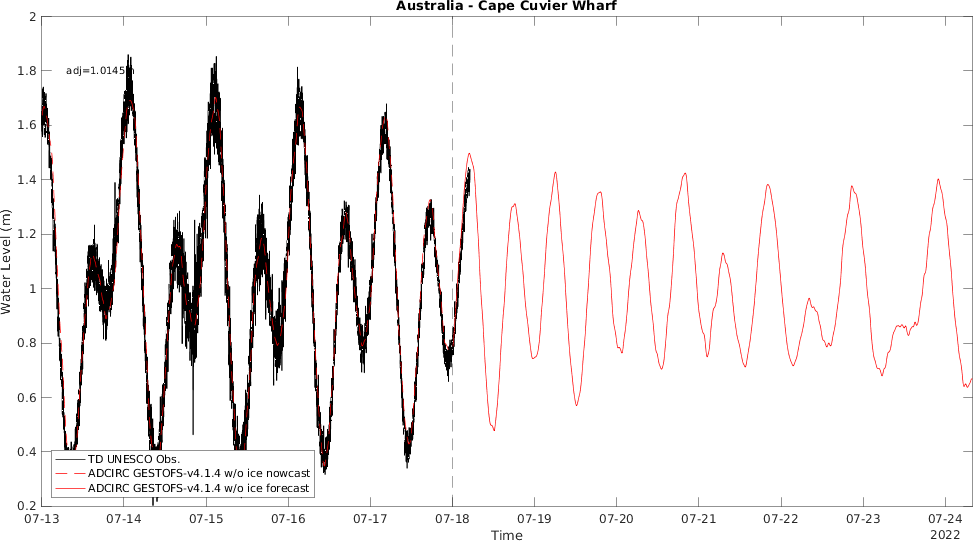 Australia - Cape Cuvier Wharf
2
1.8
1.6
1.4
1.2
1
0.8
0.6
0.4
0.2
Water Level (m)
adj=1.0145m
TD UNESCO Obs.
ADCIRC GESTOFS-v4.1.4 w/o ice nowcast
ADCIRC GESTOFS-v4.1.4 w/o ice forecast
07-13 07-14 07-15 07-16 07-17 07-18 07-19 07-20 07-21 07-22 07-23 07-24
Time
2022